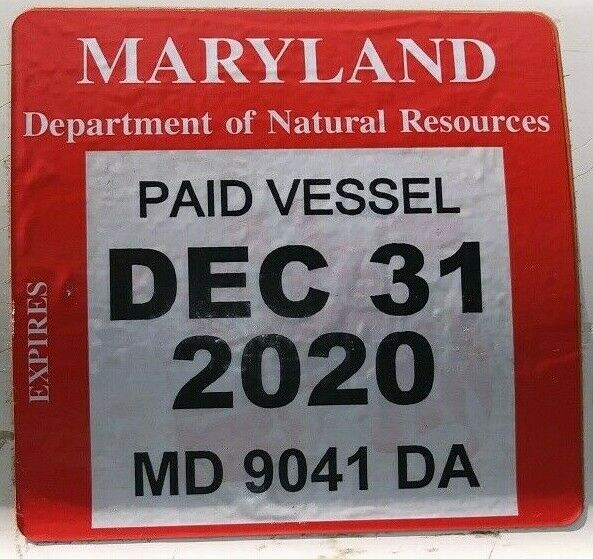 MARYLAND
Department of Natural Resources
PAID VESSEL
DEC 31
2020
EXPIRES
MD 9041 DA